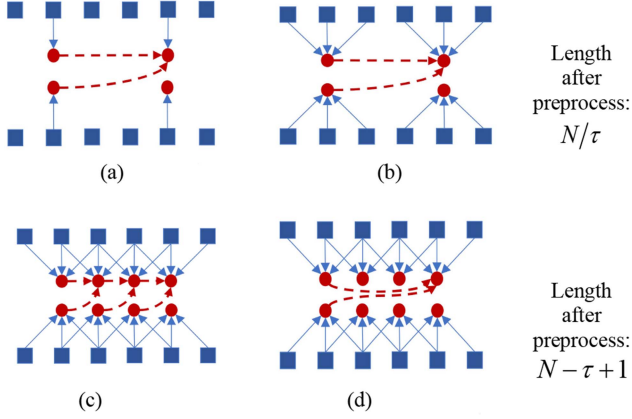 (a)
(b)
Length
after
preprocess:
N/τ
(c)
(d)
Length
after
preprocess:
N − τ + 1